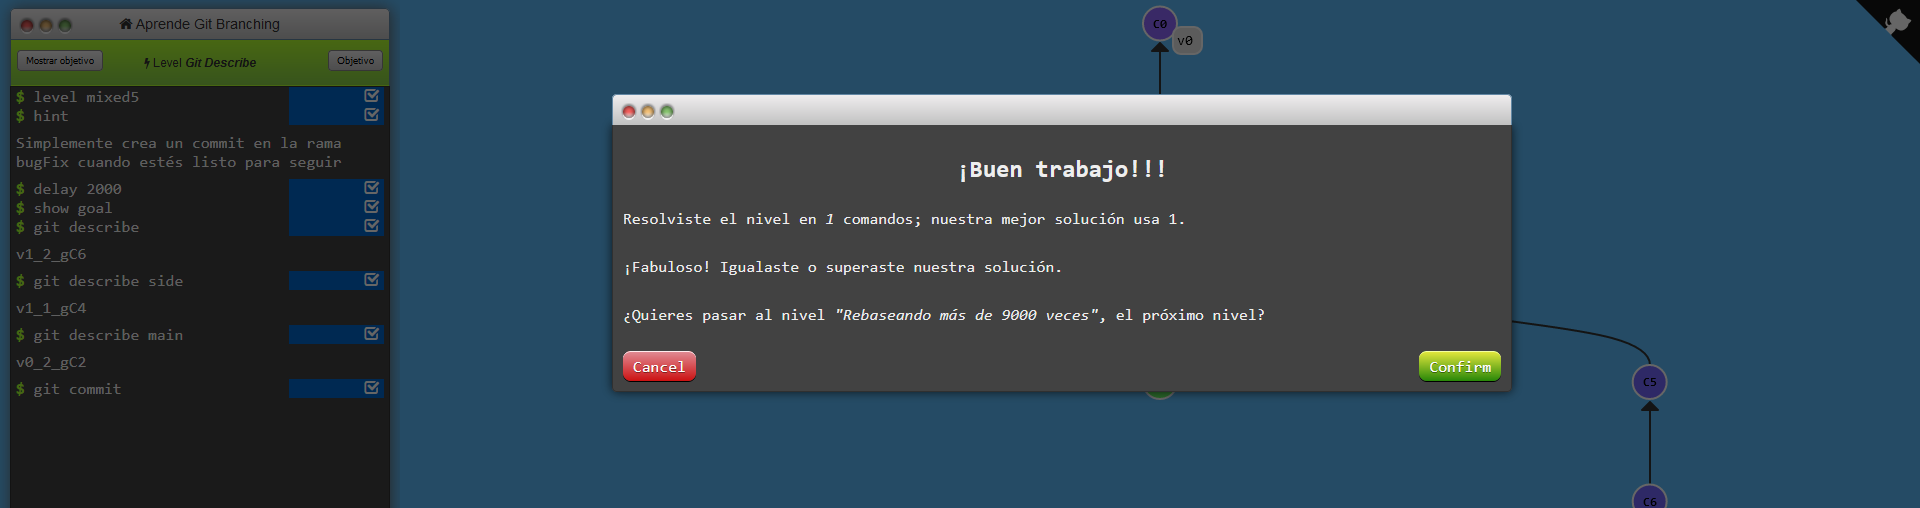 Aprende Git Branching
Mostrar objetivo
Level Git Describe
Objetivo
$ level mixed5
$ hint
Simplemente crea un commit en la rama
bugFix cuando estés listo para seguir
$ delay 2000
$ show goal
$ git describe
v1_2_gC6
$ git describe side
v1_1_gC4
$ git describe main
v0_2_gC2
$ git commit
C0
v0
¡Buen trabajo!!!
Resolviste el nivel en 1 comandos; nuestra mejor solución usa 1.
¡Fabuloso! Igualaste o superaste nuestra solución.
¿Quieres pasar al nivel "Rebaseando más de 9000 veces", el próximo nivel?
Cancel
Confirm
C5
C6